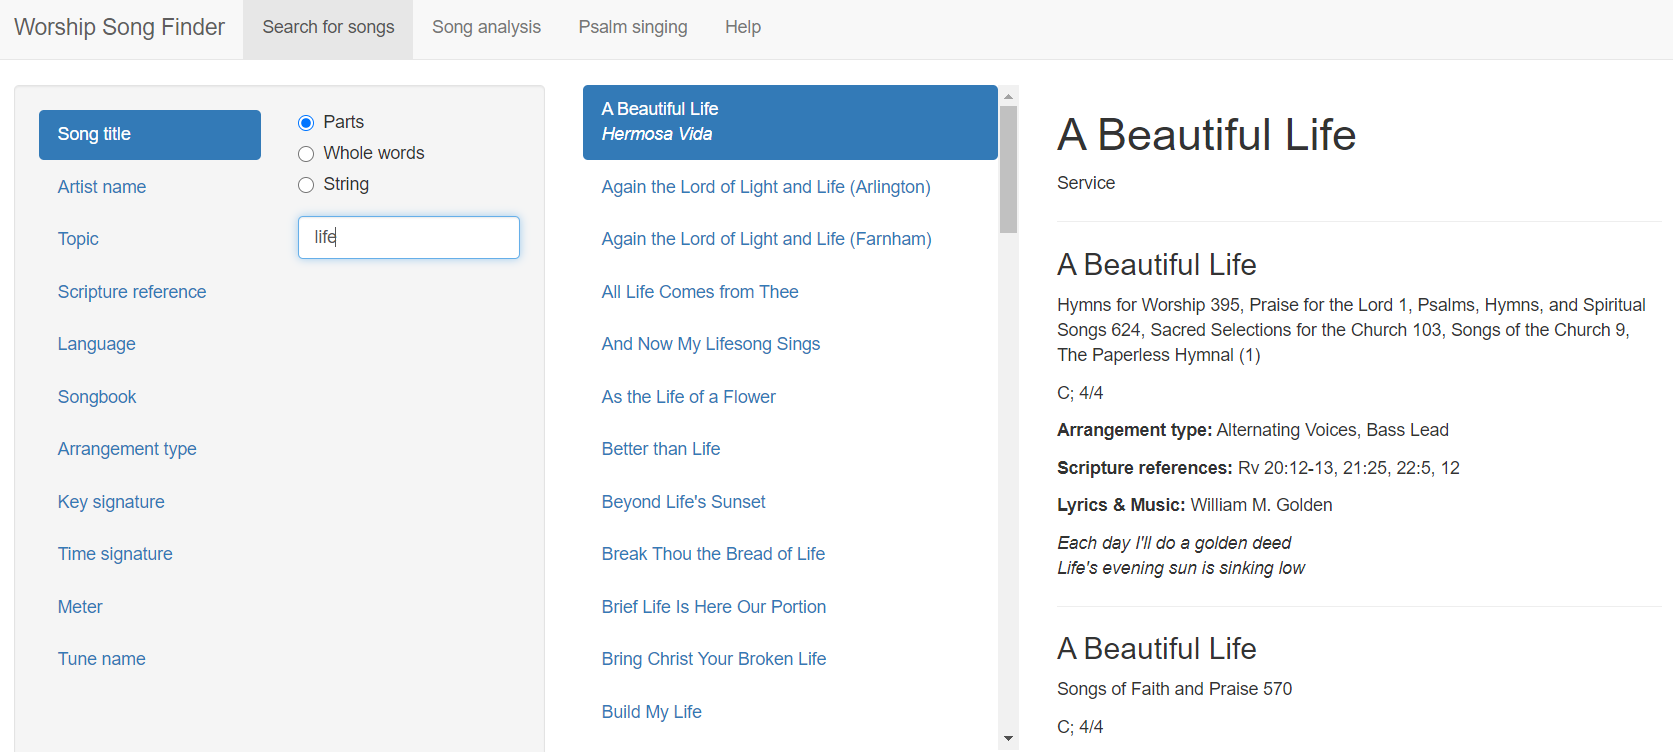 Worship Song Finder
Search for songs
Song analysis
Psalm singing
Help
Song title
Artist name
Topic
Scripture reference
Language
Songbook
Arrangement type
Key signature
Time signature
Meter
Tune name
Parts
Whole words
String
life
A Beautiful Life
Hermosa Vida
Again the Lord of Light and Life (Arlington)
Again the Lord of Light and Life (Farnham)
All Life Comes from Thee
And Now My Lifesong Sings
As the Life of a Flower
Better than Life
Beyond Life's Sunset
Break Thou the Bread of Life
Brief Life Is Here Our Portion
Bring Christ Your Broken Life
Build My Life
A Beautiful Life
Service
A Beautiful Life
Hymns for Worship 395, Praise for the Lord 1, Psalms, Hymns, and Spiritual
Songs 624, Sacred Selections for the Church 103, Songs of the Church 9,
The Paperless Hymnal (1)
C; 4/4
Arrangement type: Alternating Voices, Bass Lead
Scripture references: Rv 20:12-13, 21:25, 22:5, 12
Lyrics & Music: William M. Golden
Each day I'll do a golden deed
Life's evening sun is sinking low
A Beautiful Life
Songs of Faith and Praise 570
C; 4/4